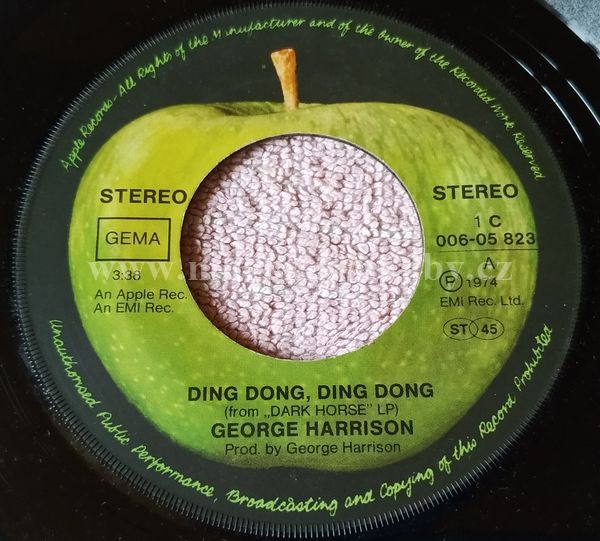 Apple Records-All Rights of the Manufacturer and of the Owner of the Recorded Work Reserved
STEREO
GEMA
3:38
An Apple Rec.
An EMI Rec.
STEREO
1 C
006-05 823
A
P 1974
EMI Rec. Ltd.
ST 45
DING DONG, DING DONG
(from „DARK HORSE" LP)
GEORGE HARRISON
Prod. by George Harrison
Unauthorised Public Performance, Broadcasting and Copying of this Record Prohibited